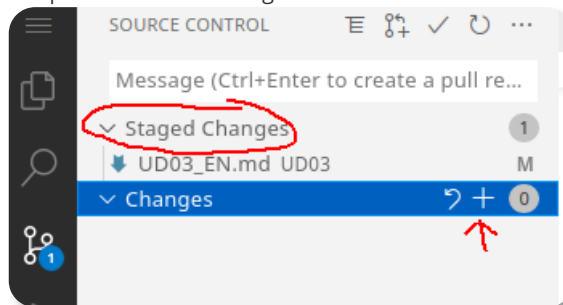 SOURCE CONTROL
Message (Ctrl+Enter to create a pull re...
Staged Changes 1
UD03_EN.md UD03 M
Changes 0
1